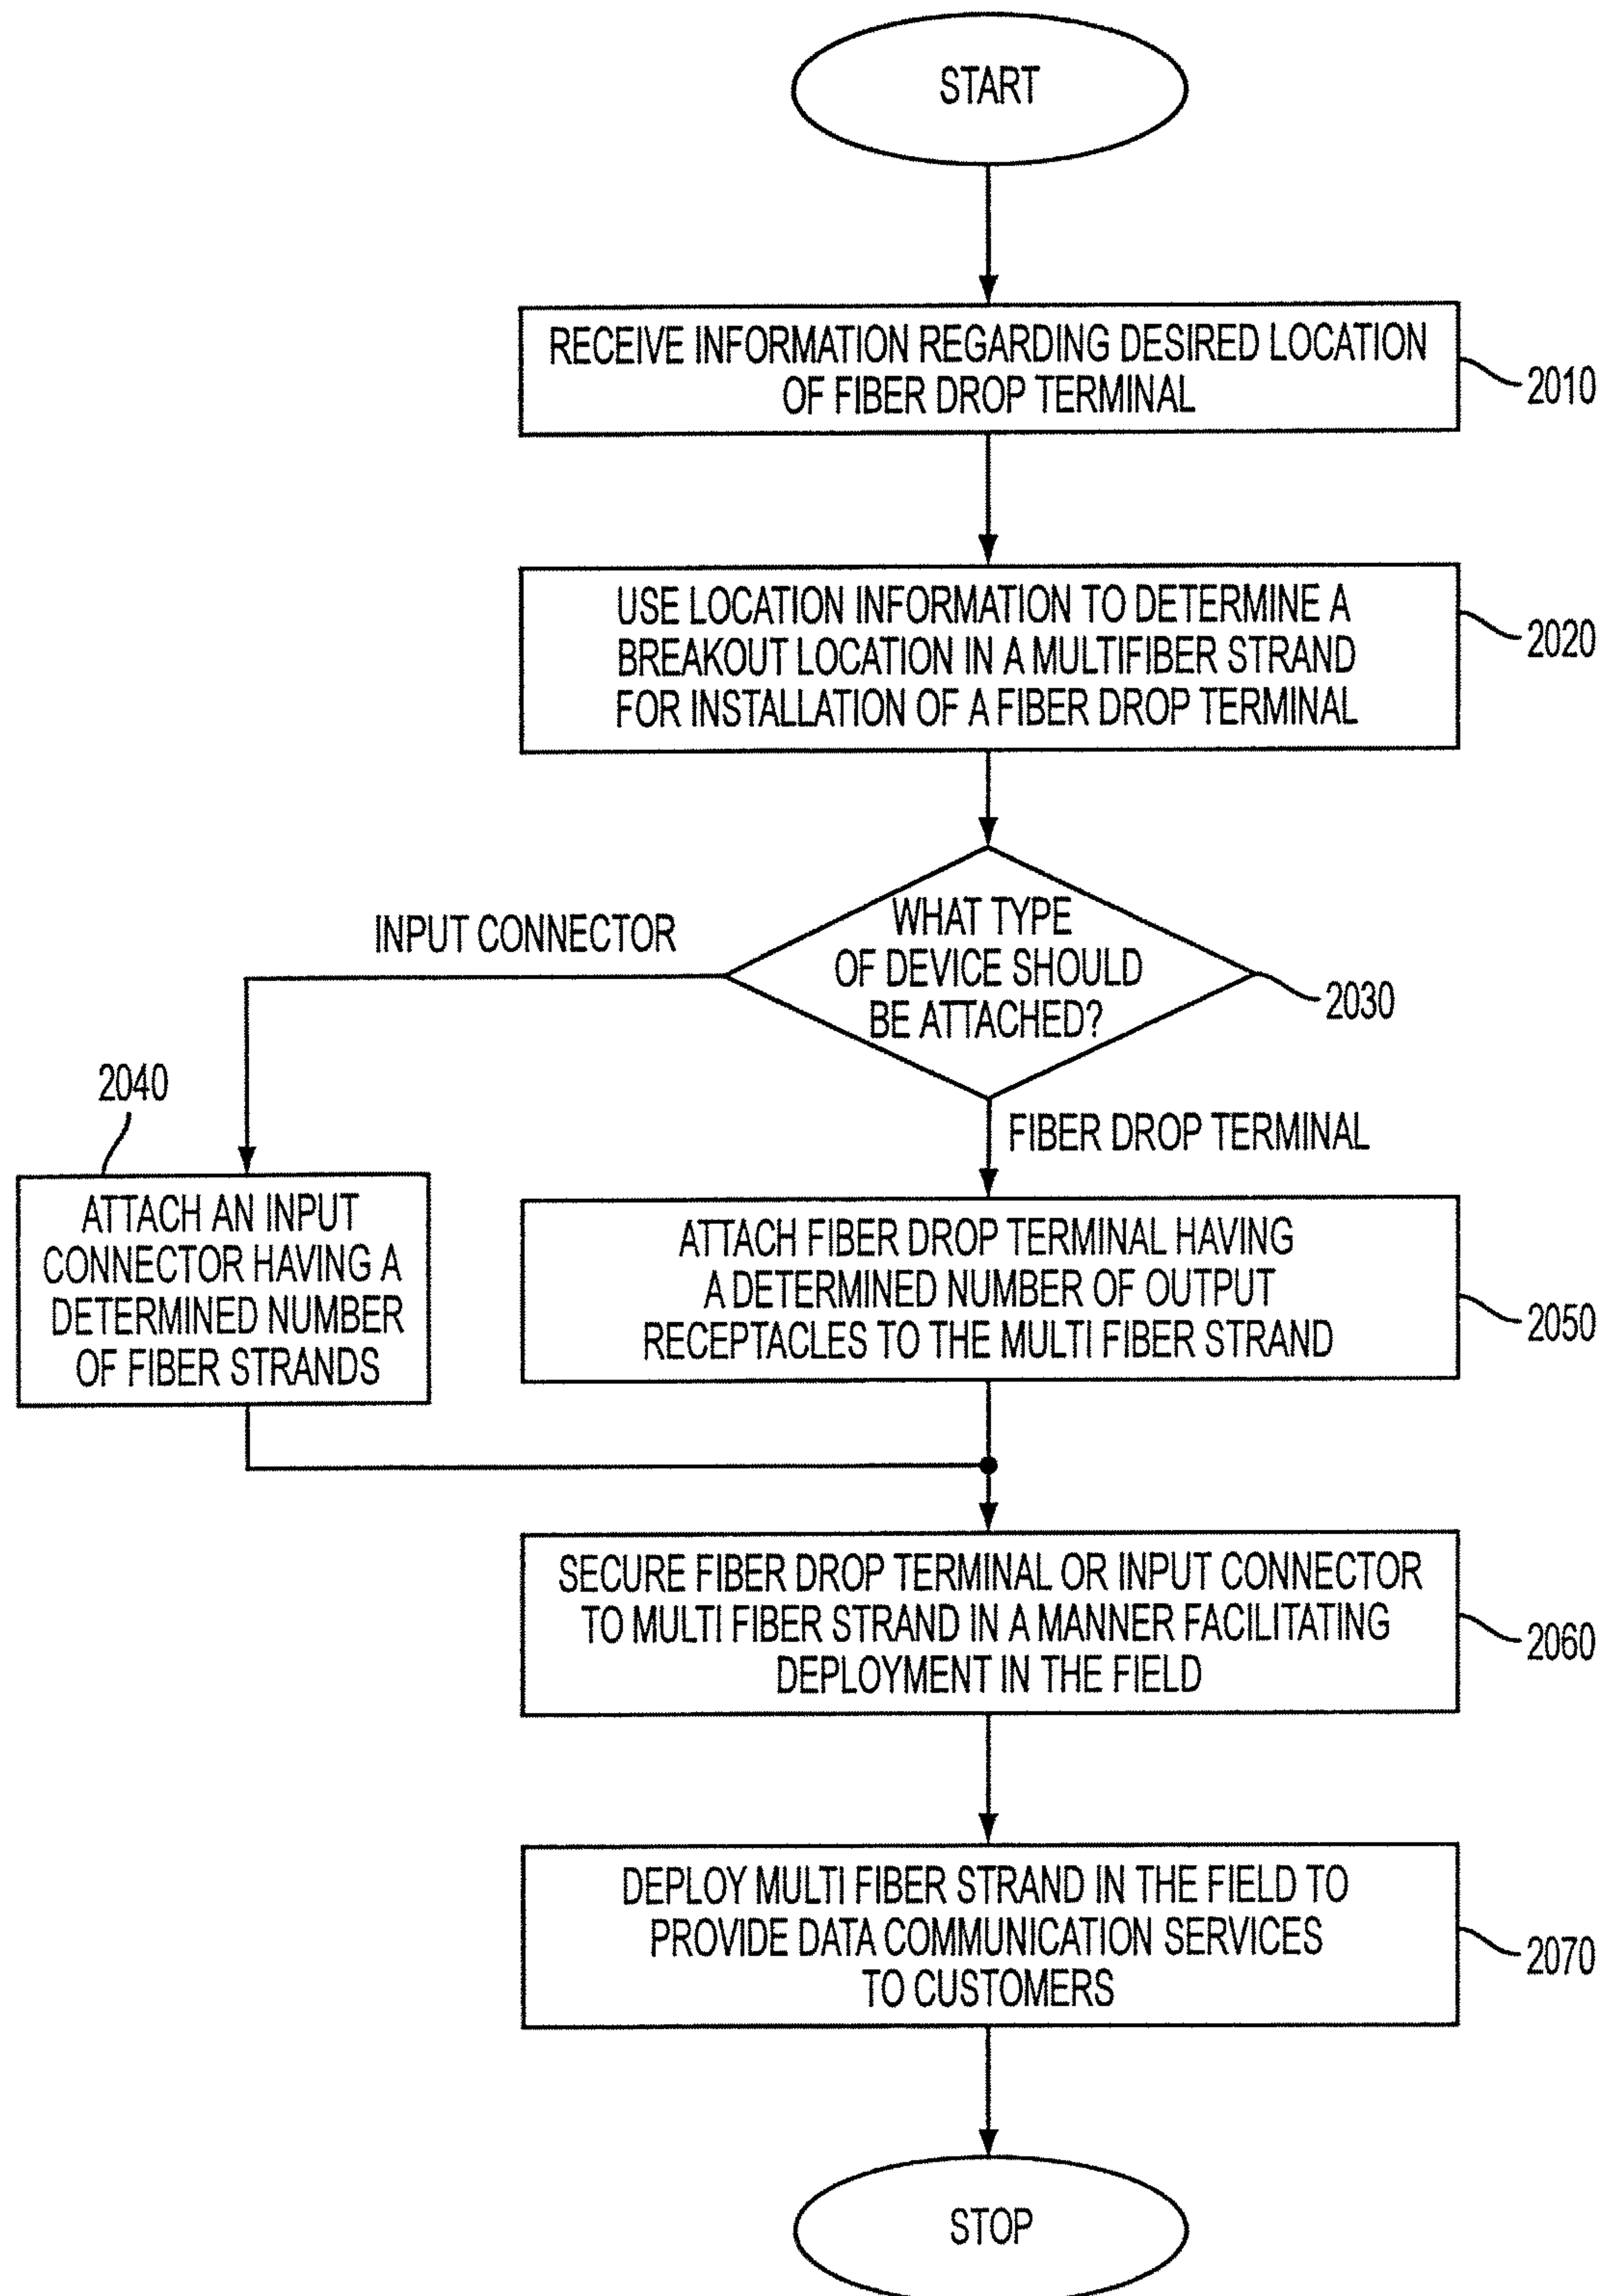 START
RECEIVE INFORMATION REGARDING DESIRED LOCATION
OF FIBER DROP TERMINAL
2010
USE LOCATION INFORMATION TO DETERMINE A
BREAKOUT LOCATION IN A MULTIFIBER STRAND
FOR INSTALLATION OF A FIBER DROP TERMINAL
2020
WHAT TYPE
OF DEVICE SHOULD
BE ATTACHED?
2030
INPUT CONNECTOR
2040
ATTACH AN INPUT
CONNECTOR HAVING A
DETERMINED NUMBER
OF FIBER STRANDS
FIBER DROP TERMINAL
ATTACH FIBER DROP TERMINAL HAVING
A DETERMINED NUMBER OF OUTPUT
RECEPTACLES TO THE MULTI FIBER STRAND
2050
SECURE FIBER DROP TERMINAL OR INPUT CONNECTOR
TO MULTI FIBER STRAND IN A MANNER FACILITATING
DEPLOYMENT IN THE FIELD
2060
DEPLOY MULTI FIBER STRAND IN THE FIELD TO
PROVIDE DATA COMMUNICATION SERVICES
TO CUSTOMERS
2070
STOP